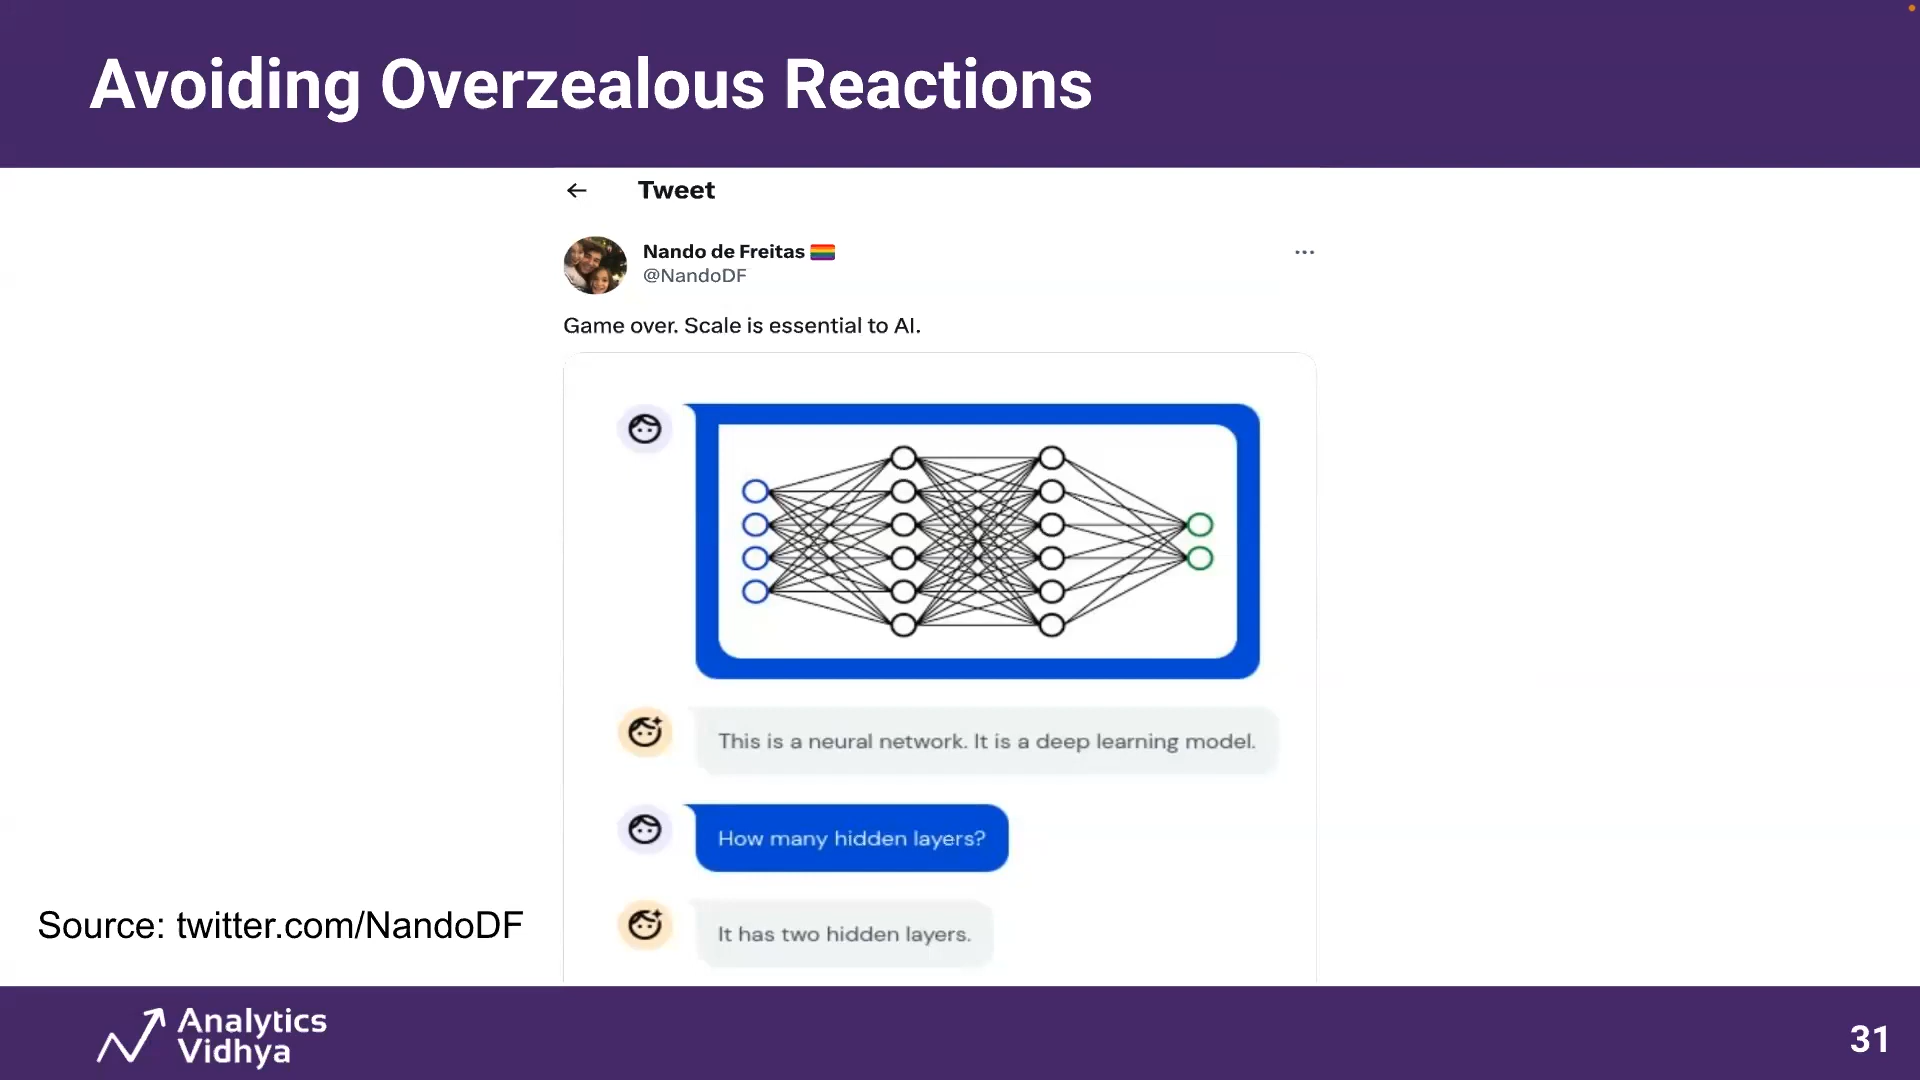 Avoiding Overzealous Reactions
Tweet
Nando de Freitas 🏳️‍🌈
@NandoDF
Game over. Scale is essential to AI.
This is a neural network. It is a deep learning model.
How many hidden layers?
It has two hidden layers.
Source: twitter.com/NandoDF
Analytics
Vidhya
31